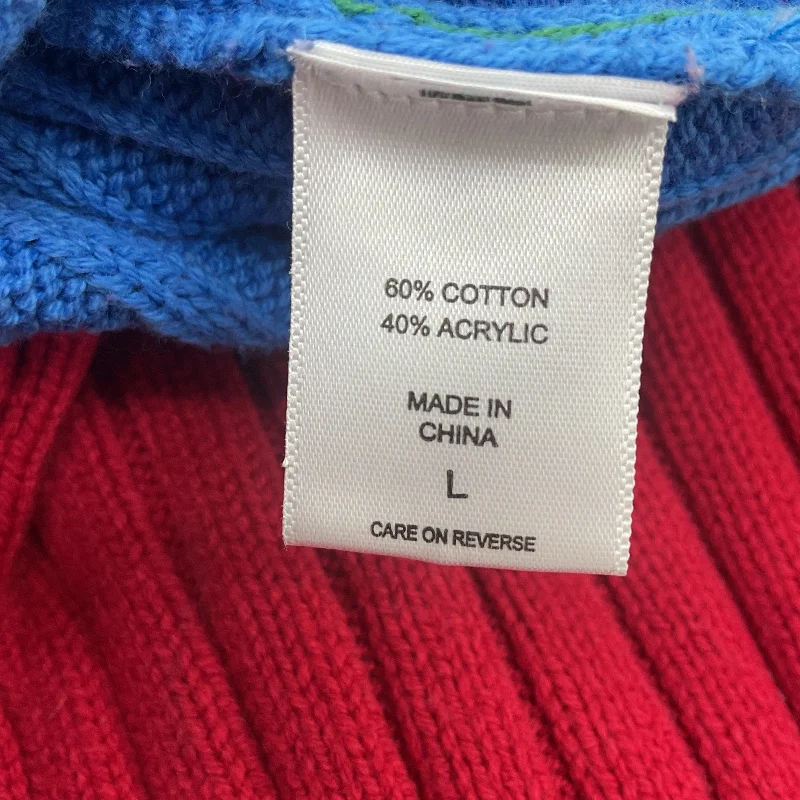 60% COTTON
40% ACRYLIC
MADE IN
CHINA
L
CARE ON REVERSE